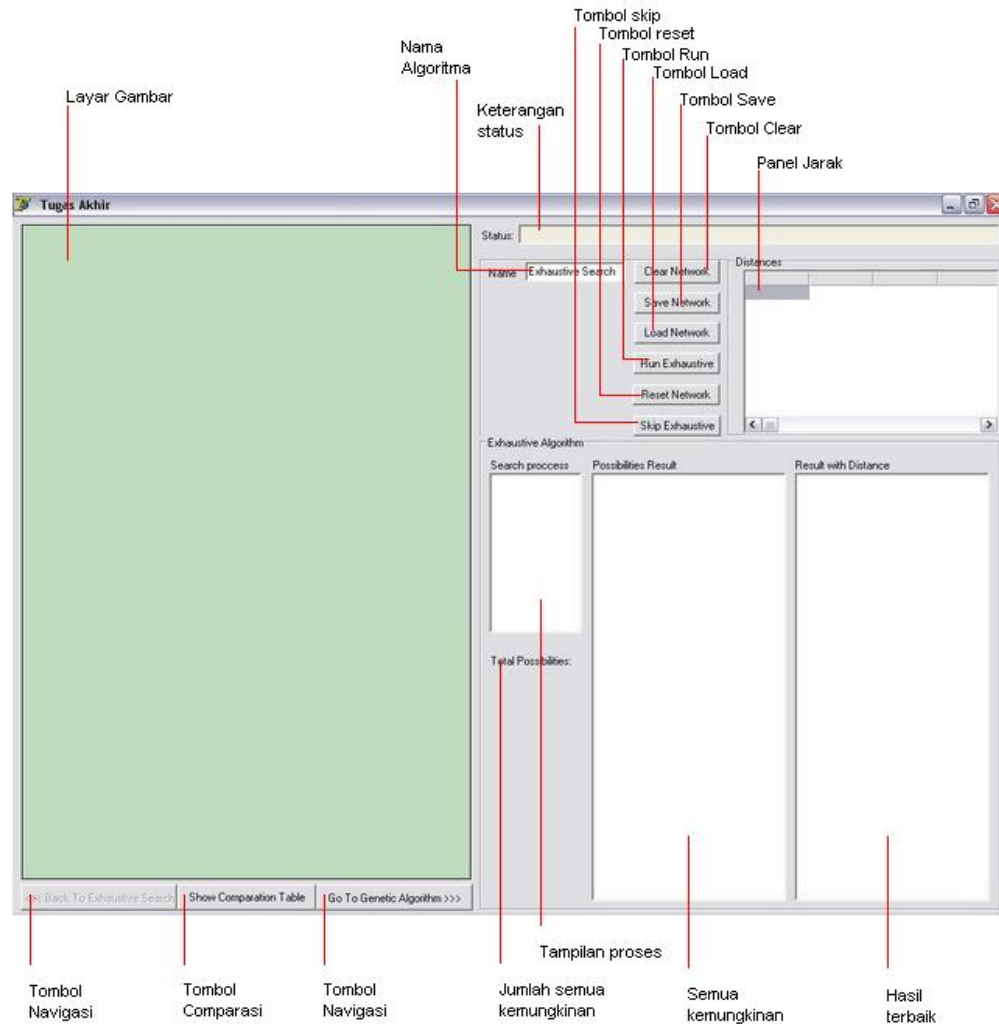 Tombol skip
Tombol reset
Nama
Algoritma
Tombol Run
Tombol Load
Layar Gambar
Keterangan
status
Tombol Save
Tombol Clear
Panel Jarak
Tugas Akhir
Status:
Name
Exhaustive Search
Clear Network
Distances
Save Network
Load Network
Run Exhaustive
Reset Network
Skip Exhaustive
Exhaustive Algorithm
Search proccess
Possibilities Result
Result with Distance
Total Possibilities:
<<< Back To Exhaustive Search
Show Comparation Table
Go To Genetic Algorithm >>>
Tampilan proses
Tombol
Navigasi
Tombol
Comparasi
Tombol
Navigasi
Jumlah semua
kemungkinan
Semua
kemungkinan
Hasil
terbaik